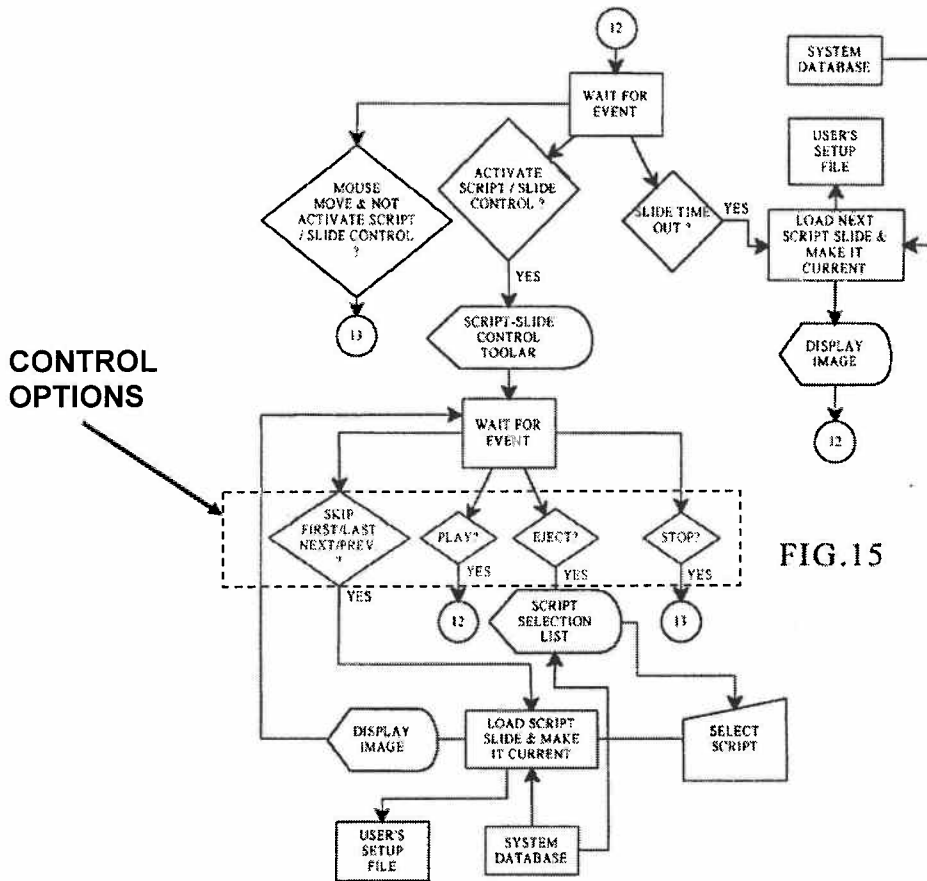 12
WAIT FOR
EVENT
SYSTEM
DATABASE
USER'S
SETUP
FILE
MOUSE
MOVE & NOT
ACTIVATE SCRIPT
/ SLIDE CONTROL
?
ACTIVATE
SCRIPT / SLIDE
CONTROL ?
SLIDE TIME
OUT ?
YES
LOAD NEXT
SCRIPT SLIDE &
MAKE IT
CURRENT
YES
13
SCRIPT-SLIDE
CONTROL
TOOLAR
DISPLAY
IMAGE
12
CONTROL
OPTIONS
WAIT FOR
EVENT
SKIP
FIRST/LAST
NEXT/PREV
?
PLAY?
EJECT?
STOP?
FIG.15
YES
YES
YES
YES
12
SCRIPT
SELECTION
LIST
13
DISPLAY
IMAGE
LOAD SCRIPT
SLIDE & MAKE
IT CURRENT
SELECT
SCRIPT
USER'S
SETUP
FILE
SYSTEM
DATABASE